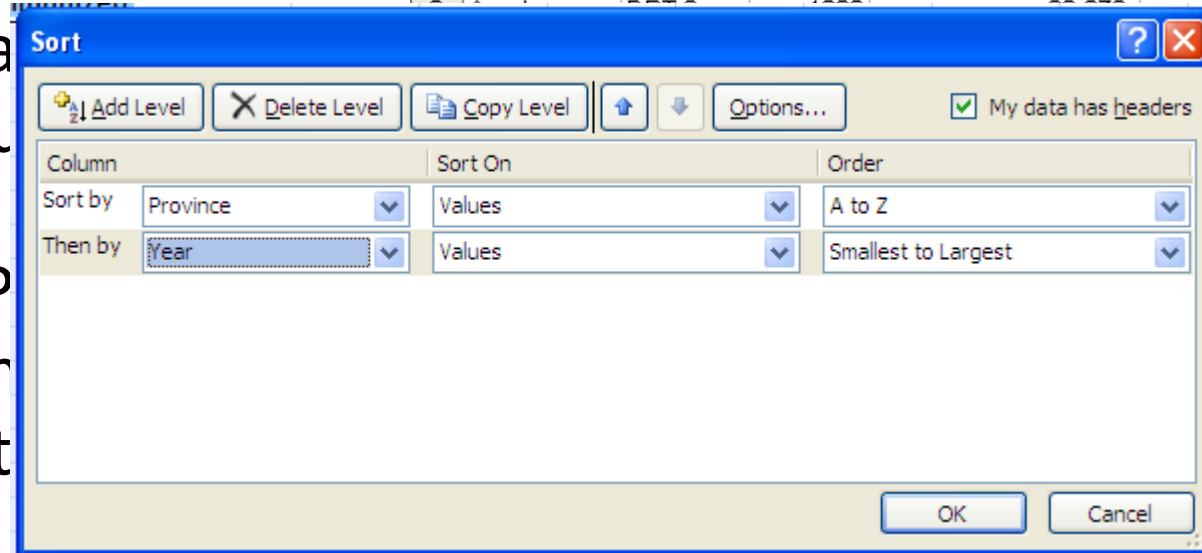 Sort
Add Level Delete Level Copy Level Options... My data has headers
Column Sort On Order
Sort by Province Values A to Z
Then by Year Values Smallest to Largest
OK Cancel